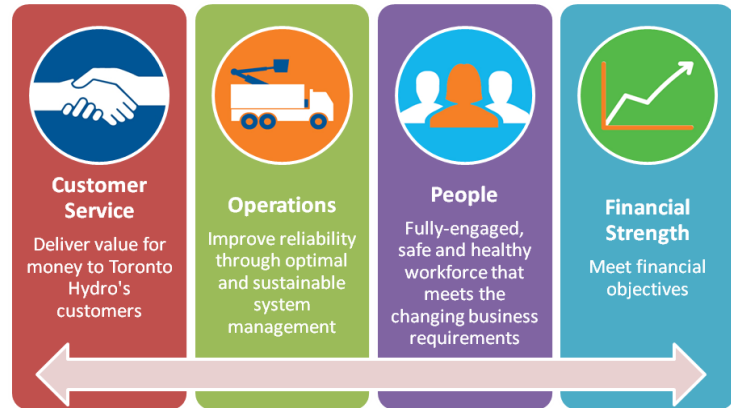 Customer
Service
Deliver value for
money to Toronto
Hydro's
customers
Operations
Improve reliability
through optimal
and sustainable
system
management
People
Fully-engaged,
safe and healthy
workforce that
meets the
changing business
requirements
Financial
Strength
Meet financial
objectives